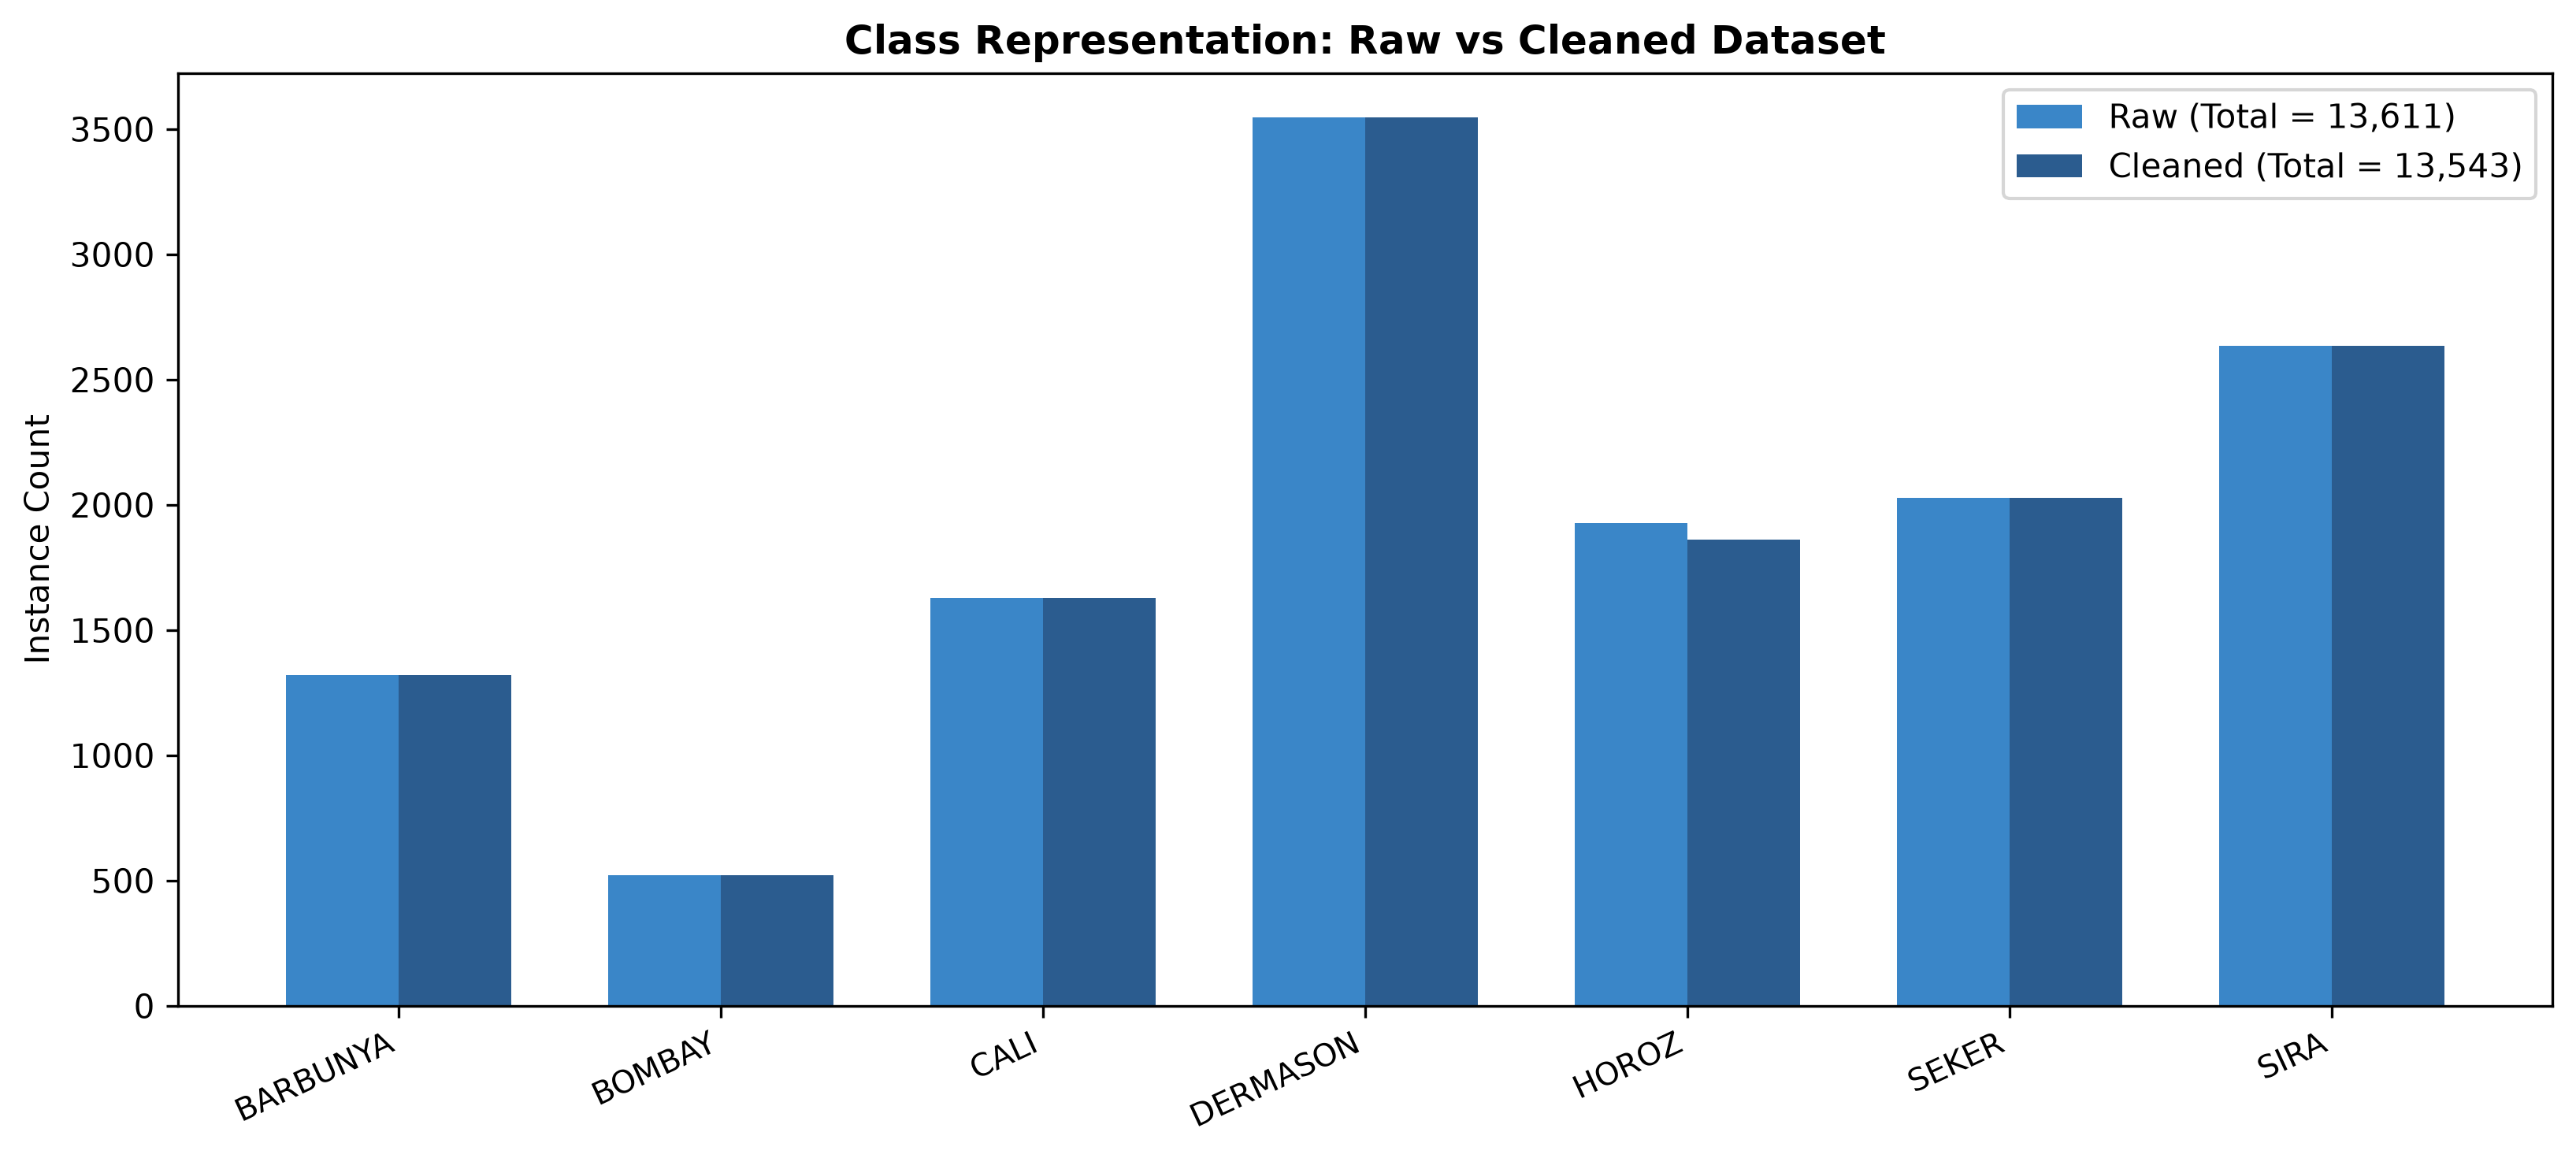 Class Representation: Raw vs Cleaned Dataset
Raw (Total = 13,611)
Cleaned (Total = 13,543)
Instance Count
3500
3000
2500
2000
1500
1000
500
0
BARBUNYA
BOMBAY
CALI
DERMASON
HOROZ
SEKER
SIRA